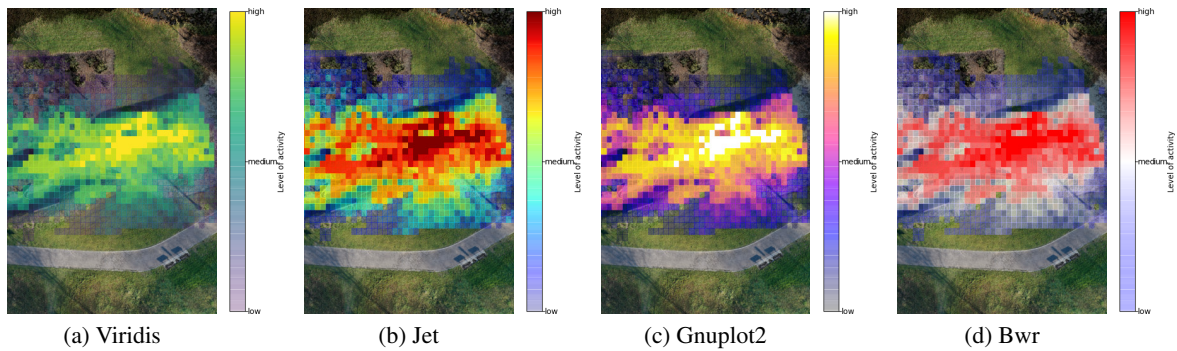 high
medium
low
Level of activity
high
medium
low
Level of activity
high
medium
low
Level of activity
high
medium
low
Level of activity
(a) Viridis
(b) Jet
(c) Gnuplot2
(d) Bwr